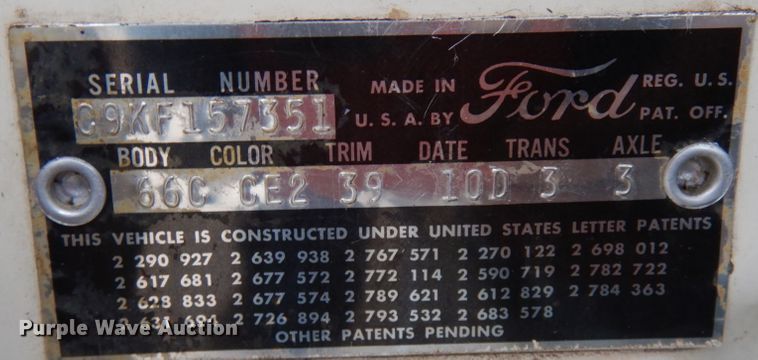 SERIAL NUMBER
C9KF157351
MADE IN
U. S. A. BY
Ford
REG. U. S.
PAT. OFF.
BODY COLOR TRIM DATE TRANS AXLE
66C CE2 39 10D 3 3
THIS VEHICLE IS CONSTRUCTED UNDER UNITED STATES LETTER PATENTS
2 290 927 2 639 938 2 767 571 2 270 122 2 698 012
2 617 681 2 677 572 2 772 114 2 590 719 2 782 722
2 628 833 2 677 574 2 789 621 2 612 829 2 784 363
2 631 694 2 726 894 2 793 532 2 683 578
OTHER PATENTS PENDING
Purple Wave Auction